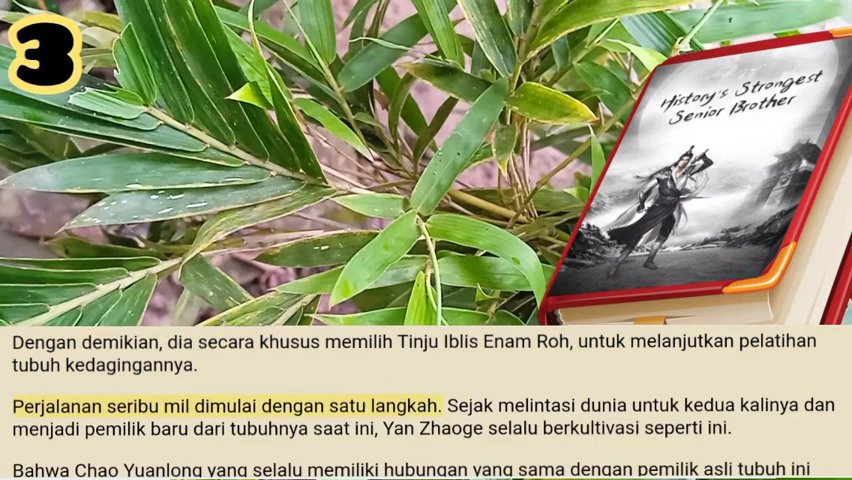 3
History's Strongest
Senior Brother
Dengan demikian, dia secara khusus memilih Tinju Iblis Enam Roh, untuk melanjutkan pelatihan
tubuh kedagingannya.
Perjalanan seribu mil dimulai dengan satu langkah. Sejak melintasi dunia untuk kedua kalinya dan
menjadi pemilik baru dari tubuhnya saat ini, Yan Zhaoge selalu berkultivasi seperti ini.
Bahwa Chao Yuanlong yang selalu memiliki hubungan yang sama dengan pemilik asli tubuh ini